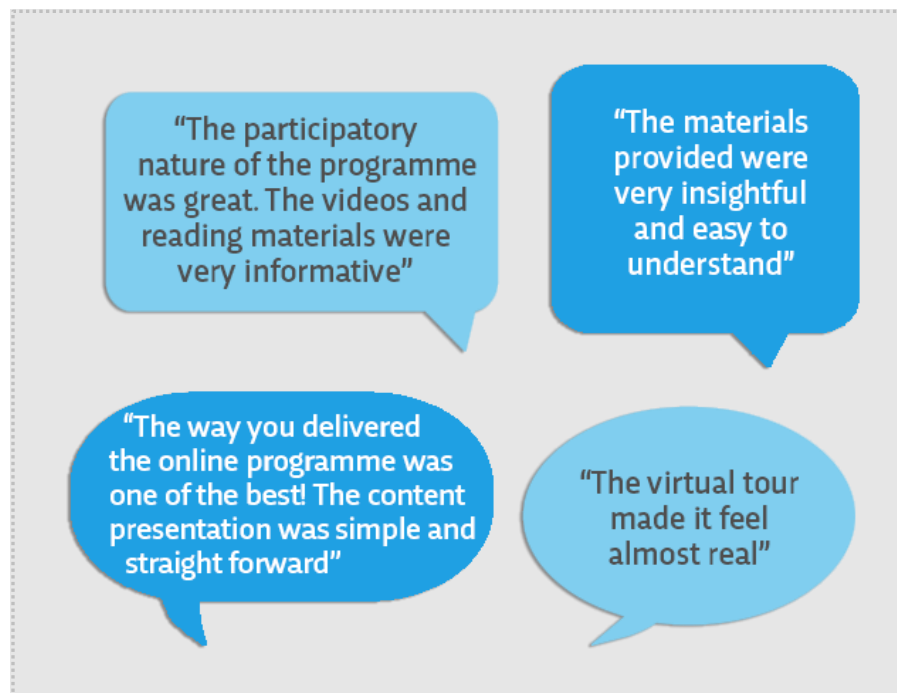 “The participatory
nature of the programme
was great. The videos and
reading materials were
very informative”
“The materials
provided were
very insightful
and easy to
understand”
“The way you delivered
the online programme was
one of the best! The content
presentation was simple and
straight forward”
“The virtual tour
made it feel
almost real”